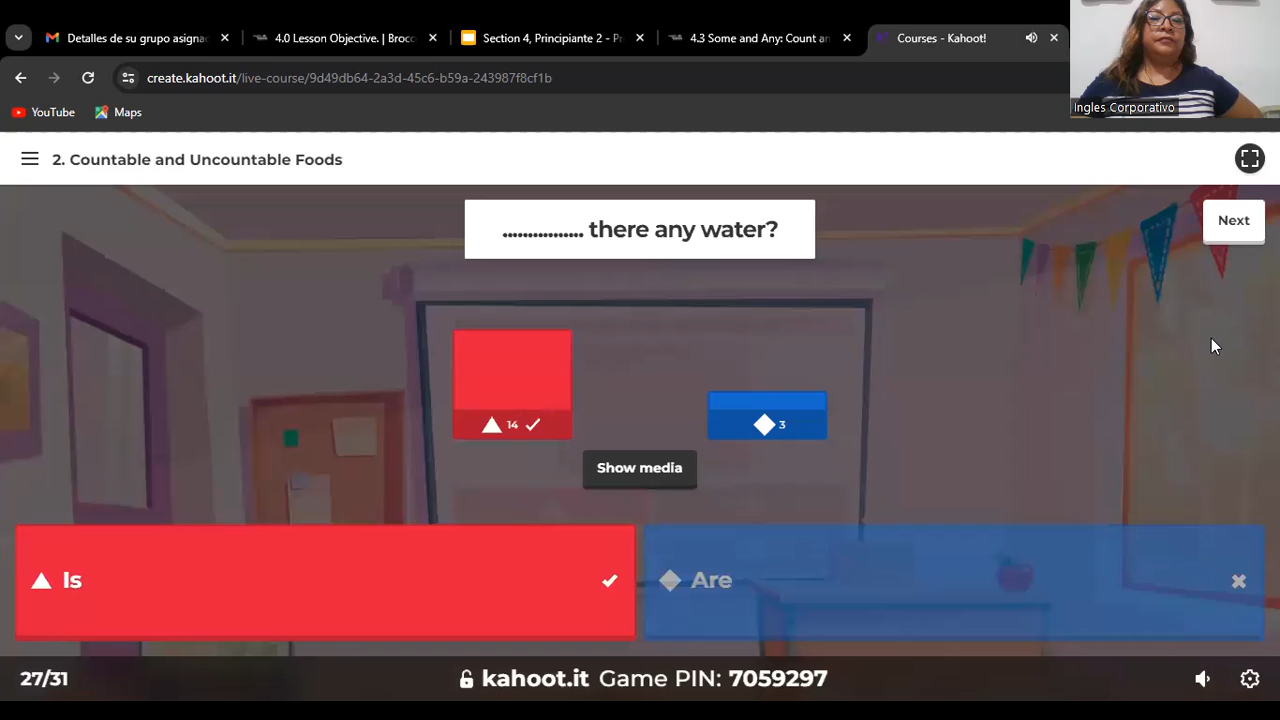 Detalles de su grupo asigna
4.0 Lesson Objective. | Brocc
Section 4, Principiante 2 - Pr
4.3 Some and Any: Count an
Courses - Kahoot!
create.kahoot.it/live-course/9d49db64-2a3d-45c6-b59a-243987f8cf1b
YouTube
Maps
Ingles Corporativo
2. Countable and Uncountable Foods
................ there any water?
Next
14
3
Show media
Is
Are
27/31
kahoot.it Game PIN: 7059297